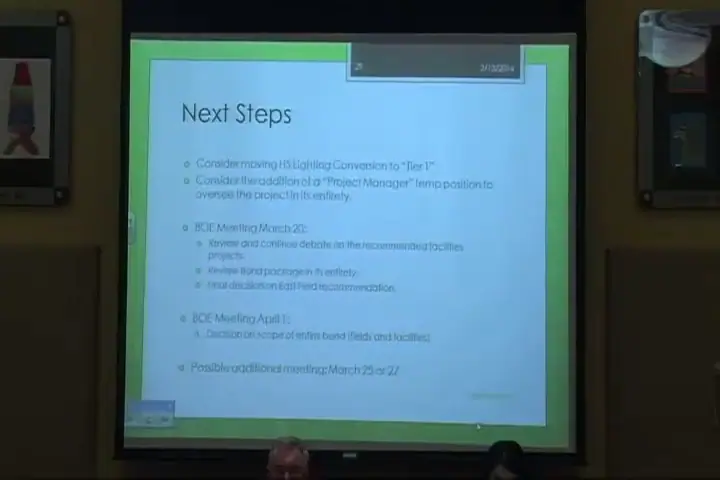 3/13/2014
Next Steps
Consider moving HS Lighting Conversion to "Tier 1"
Consider the addition of a "Project Manager" temp position to
oversee the project in its entirety.
BOE Meeting March 20:
Review and continue debate on the recommended facilities
projects
Review Bond package in its entirety
Final decision on East Field recommendation.
BOE Meeting April 1:
Decision on scope of entire bond (fields and facilities)
Possible additional meeting: March 25 or 27